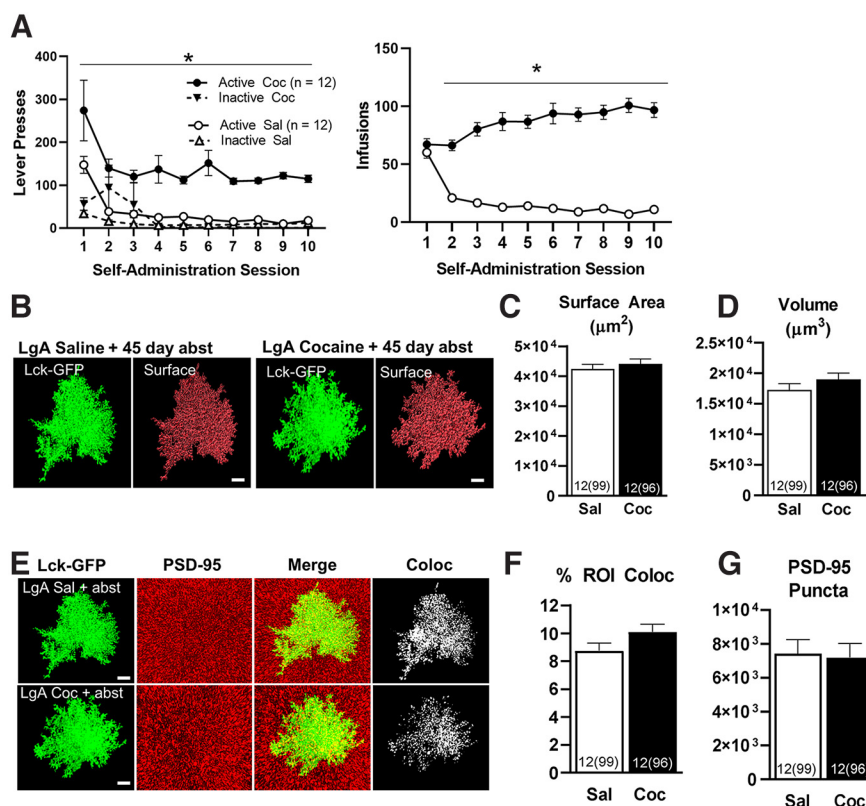 A
Lever Presses
400
300
200
100
0
*
Active Coc (n = 12)
Inactive Coc
Active Sal (n = 12)
Inactive Sal
1 2 3 4 5 6 7 8 9 10
Self-Administration Session
Infusions
150
100
50
0
*
1 2 3 4 5 6 7 8 9 10
Self-Administration Session
B
LgA Saline + 45 day abst
Lck-GFP
Surface
LgA Cocaine + 45 day abst
Lck-GFP
Surface
C
Surface Area
(μm²)
5×10⁴
4×10⁴
3×10⁴
2×10⁴
1×10⁴
0
12(99)
12(96)
Sal Coc
D
Volume
(μm³)
2.5×10⁴
2×10⁴
1.5×10⁴
1×10⁴
5×10³
0
12(99)
12(96)
Sal Coc
E
Lck-GFP PSD-95 Merge Coloc
LgA Sal + abst
LgA Coc + abst
F
% ROI Coloc
12
10
8
6
4
2
0
12(99)
12(96)
Sal Coc
G
PSD-95
Puncta
1×10⁴
8×10³
6×10³
4×10³
2×10³
0
12(99)
12(96)
Sal Coc